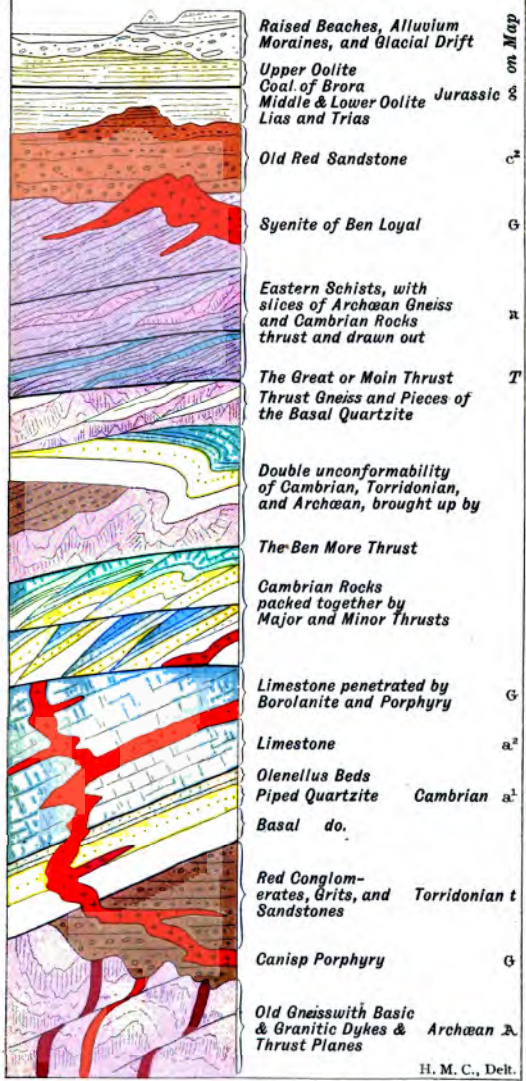 on Map
Raised Beaches, Alluvium
Moraines, and Glacial Drift
Upper Oolite
Coal of Brora
Middle & Lower Oolite Jurassic g
Lias and Trias
Old Red Sandstone c²
Syenite of Ben Loyal G
Eastern Schists, with
slices of Archæan Gneiss
and Cambrian Rocks
thrust and drawn out
The Great or Moin Thrust T
Thrust Gneiss and Pieces of
the Basal Quartzite
Double unconformability
of Cambrian, Torridonian,
and Archæan, brought up by
The Ben More Thrust
Cambrian Rocks
packed together by
Major and Minor Thrusts
Limestone penetrated by
Borolanite and Porphyry G
Limestone a²
Olenellus Beds
Piped Quartzite Cambrian a¹
Basal do.
Red Conglom-
erates, Grits, and Torridonian t
Sandstones
Canisp Porphyry G
Old Gneisswith Basic
& Granitic Dykes & Archæan A
Thrust Planes
H. M. C., Delt.